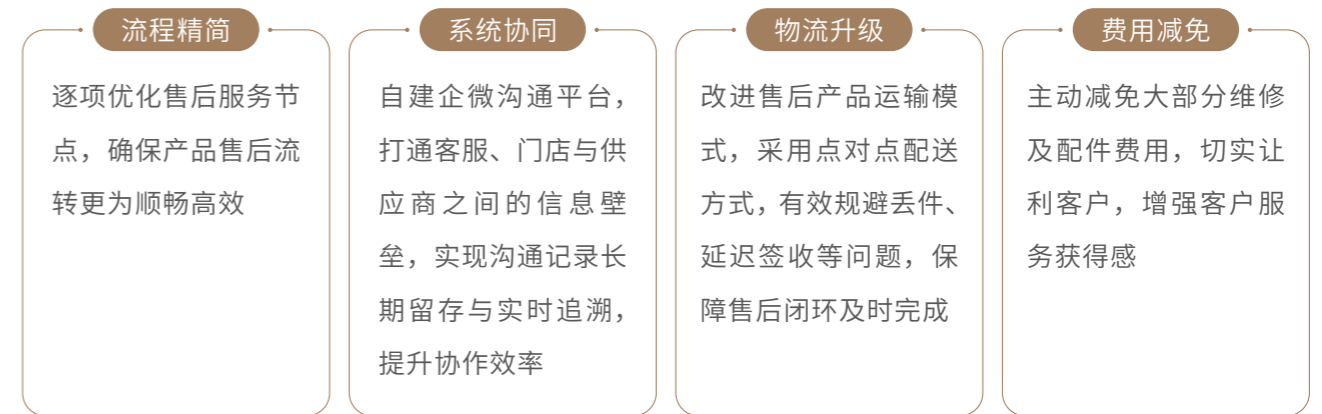 流程精简
逐项优化售后服务节
点，确保产品售后流
转更为顺畅高效
系统协同
自建企微沟通平台，
打通客服、门店与供
应商之间的信息壁
垒，实现沟通记录长
期留存与实时追溯，
提升协作效率
物流升级
改进售后产品运输模
式，采用点对点配送
方式，有效规避丢件、
延迟签收等问题，保
障售后闭环及时完成
费用减免
主动减免大部分维修
及配件费用，切实让
利客户，增强客户服
务获得感